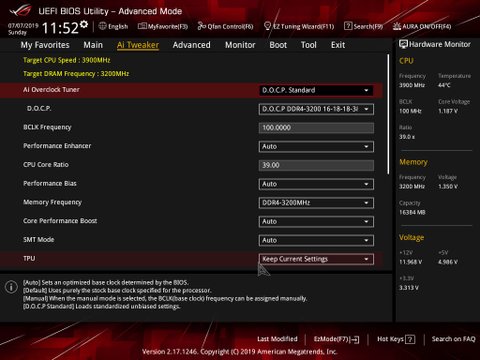 UEFI BIOS Utility – Advanced Mode
07/07/2019
Sunday
11:52
English
MyFavorite(F3)
Qfan Control(F6)
EZ Tuning Wizard(F11)
Search(F9)
AURA ON/OFF(F4)
My Favorites Main Ai Tweaker Advanced Monitor Boot Tool Exit
Hardware Monitor
Target CPU Speed : 3900MHz
Target DRAM Frequency : 3200MHz
AI Overclock Tuner D.O.C.P. Standard
D.O.C.P. D.O.C.P DDR4-3200 16-18-18-3
BCLK Frequency 100.0000
Performance Enhancer Auto
CPU Core Ratio 39.00
Performance Bias Auto
Memory Frequency DDR4-3200MHz
Core Performance Boost Auto
SMT Mode Auto
TPU Keep Current Settings
CPU
Frequency Temperature
3900 MHz 44°C
BCLK Core Voltage
100 MHz 1.187 V
Ratio
39.0x
Memory
Frequency Voltage
3200 MHz 1.350 V
Capacity
16384 MB
Voltage
+12V +5V
11.968 V 4.986 V
+3.3V
3.313 V
[Auto] Sets an optimized base clock determined by the BIOS.
[Default] Uses purely the stock base clock specified for the processor.
[Manual] When the manual mode is selected, the BCLK(base clock) frequency can be assigned manually.
[D.O.C.P Standard] Loads standardized unbiased settings.
Last Modified EzMode(F7) Hot Keys ? Search on FAQ
Version 2.17.1246. Copyright (C) 2019 American Megatrends, Inc.